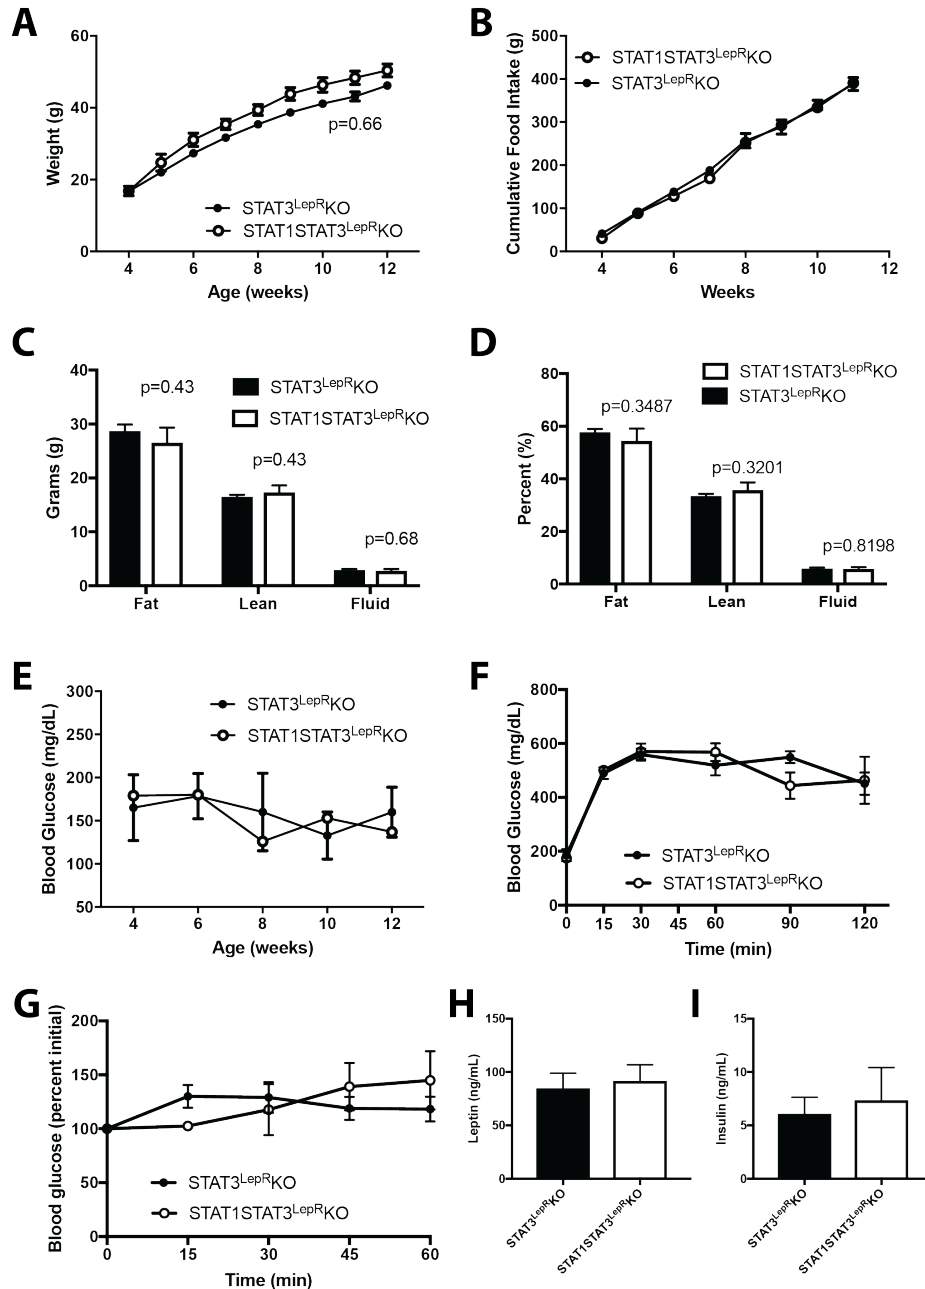 A
60
40
20
0
Weight (g)
p=0.66
STAT3LepRKO
STAT1STAT3LepRKO
4 6 8 10 12
Age (weeks)
B
500
400
300
200
100
0
Cumulative Food Intake (g)
STAT1STAT3LepRKO
STAT3LepRKO
4 6 8 10 12
Weeks
C
40
30
20
10
0
Grams (g)
p=0.43
STAT3LepRKO
STAT1STAT3LepRKO
p=0.43
p=0.68
Fat Lean Fluid
D
80
60
40
20
0
Percent (%)
STAT1STAT3LepRKO
STAT3LepRKO
p=0.3487
p=0.3201
p=0.8198
Fat Lean Fluid
E
300
250
200
150
100
50
Blood Glucose (mg/dL)
STAT3LepRKO
STAT1STAT3LepRKO
4 6 8 10 12
Age (weeks)
F
800
600
400
200
0
Blood Glucose (mg/dL)
STAT3LepRKO
STAT1STAT3LepRKO
0 15 30 45 60 90 120
Time (min)
G
200
150
100
50
0
Blood glucose (percent initial)
STAT3LepRKO
STAT1STAT3LepRKO
0 15 30 45 60
Time (min)
H
150
100
50
0
Leptin (ng/mL)
STAT3LepRKO
STAT1STAT3LepRKO
I
15
10
5
0
Insulin (ng/mL)
STAT3LepRKO
STAT1STAT3LepRKO